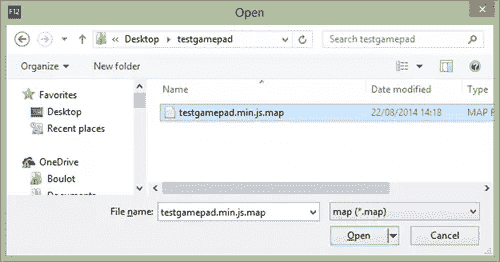 F12
Open
« Desktop ▸ testgamepad
Search testgamepad
Organize
New folder
Name
Date modified
Type
Favorites
Desktop
Recent places
OneDrive
Boulot
Documents
testgamepad.min.js.map
22/08/2014 14:18
MAP F
File name:
testgamepad.min.js.map
map (*.map)
Open
Cancel